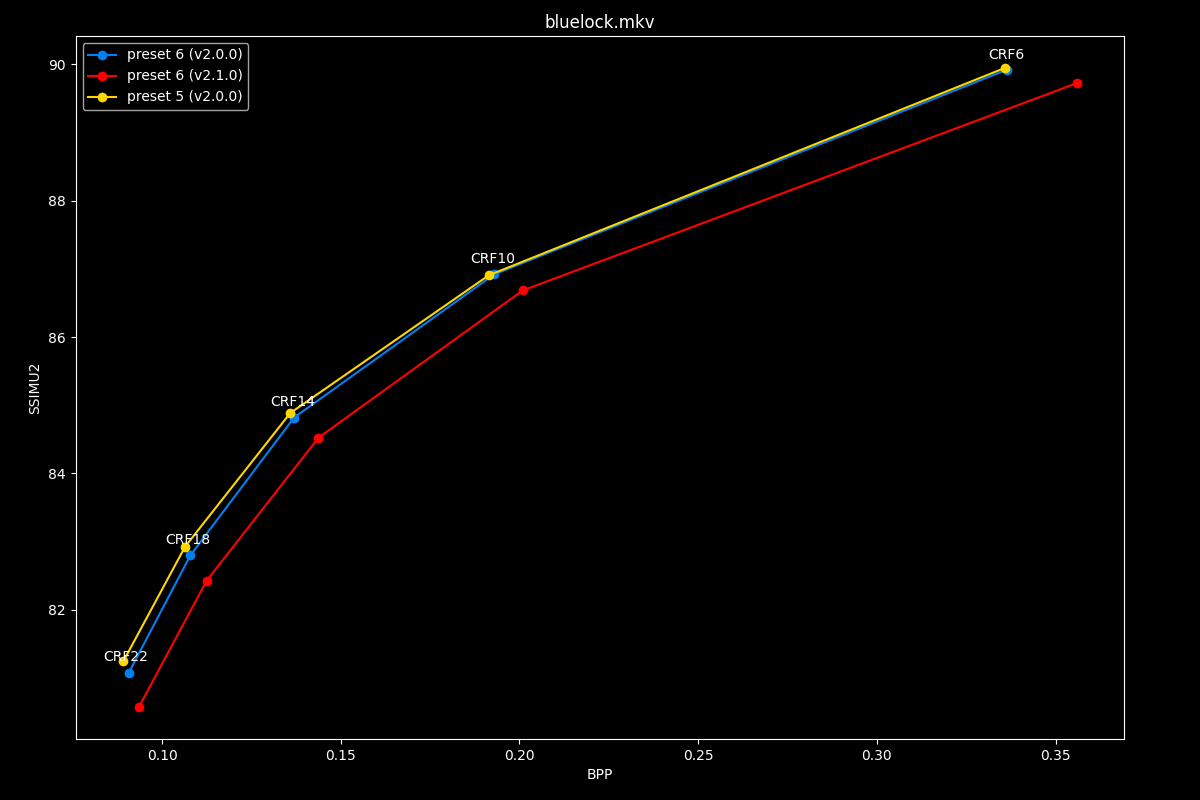 bluelock.mkv
preset 6 (v2.0.0)
preset 6 (v2.1.0)
preset 5 (v2.0.0)
CRF6
CRF10
CRF14
CRF18
CRF22
90
88
86
84
82
SSIMU2
0.10 0.15 0.20 0.25 0.30 0.35
BPP